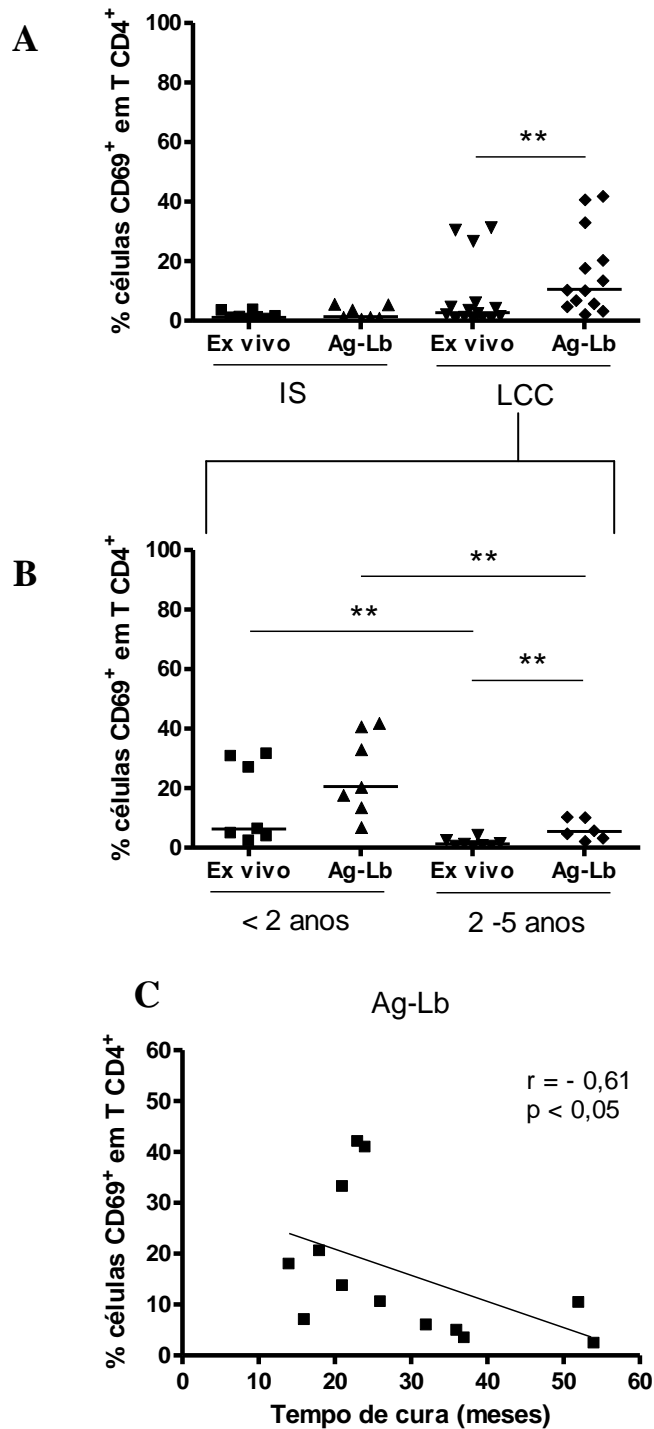 A
% células CD69+ em T CD4+
100
80
60
40
20
0
**
Ex vivo Ag-Lb Ex vivo Ag-Lb
IS LCC
B
% células CD69+ em T CD4+
100
80
60
40
20
0
**
**
**
Ex vivo Ag-Lb Ex vivo Ag-Lb
< 2 anos 2 -5 anos
C
Ag-Lb
% células CD69+ em T CD4+
60
50
40
30
20
10
0
r = - 0,61
p < 0,05
0 10 20 30 40 50 60
Tempo de cura (meses)